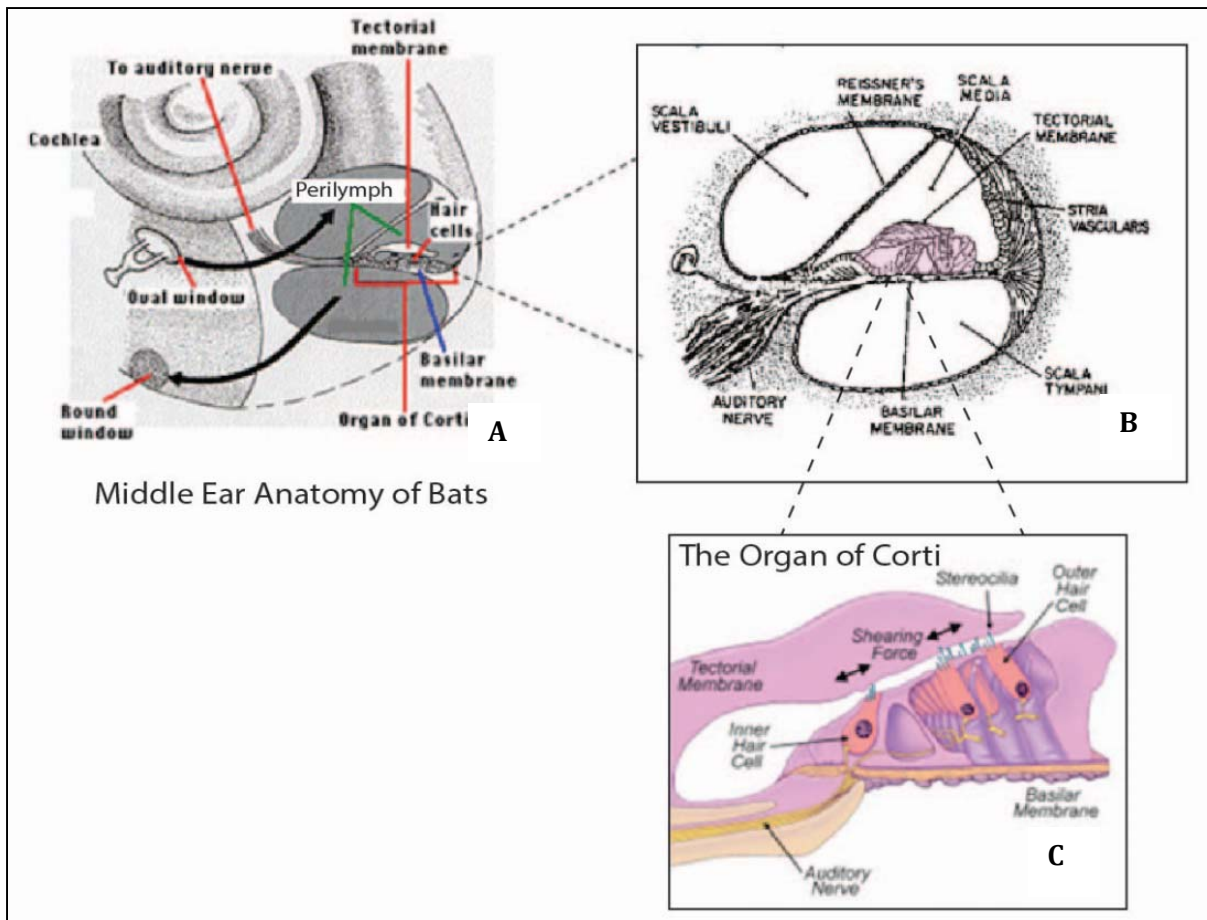 Tectorial
membrane
To auditory nerve
Cochlea
Perilymph
Hair
cells
Oval window
Basilar
membrane
Round
window
Organ of Corti
A
Middle Ear Anatomy of Bats
REISSNER'S
MEMBRANE
SCALA
MEDIA
SCALA
VESTIBULI
TECTORIAL
MEMBRANE
STRIA
VASCULARIS
AUDITORY
NERVE
BASILAR
MEMBRANE
SCALA
TYMPANI
B
The Organ of Corti
Stereocilia
Outer
Hair
Cell
Shearing
Force
Tectorial
Membrane
Inner
Hair
Cell
Basilar
Membrane
Auditory
Nerve
C